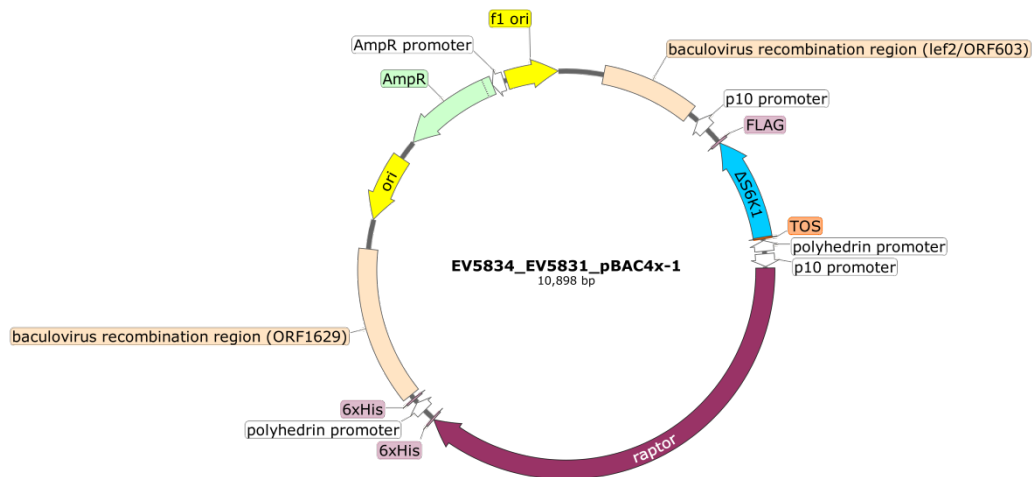 f1 ori
AmpR promoter
baculovirus recombination region (lef2/ORF603)
AmpR
p10 promoter
FLAG
ori
ΔS6K1
TOS
polyhedrin promoter
p10 promoter
EV5834_EV5831_pBAC4x-1
10,898 bp
baculovirus recombination region (ORF1629)
6xHis
polyhedrin promoter
6xHis
raptor